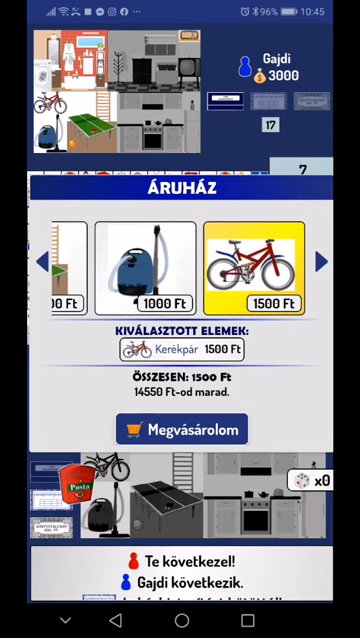 96% 10:45
Gajdi
3000
17
7
ÁRUHÁZ
00 Ft
1000 Ft
1500 Ft
KIVÁLASZTOTT ELEMEK:
Kerékpár 1500 Ft
ÖSSZESEN: 1500 Ft
14550 Ft-od marad.
Megvásárolom
Posta
x0
Te következel!
Gajdi következik.